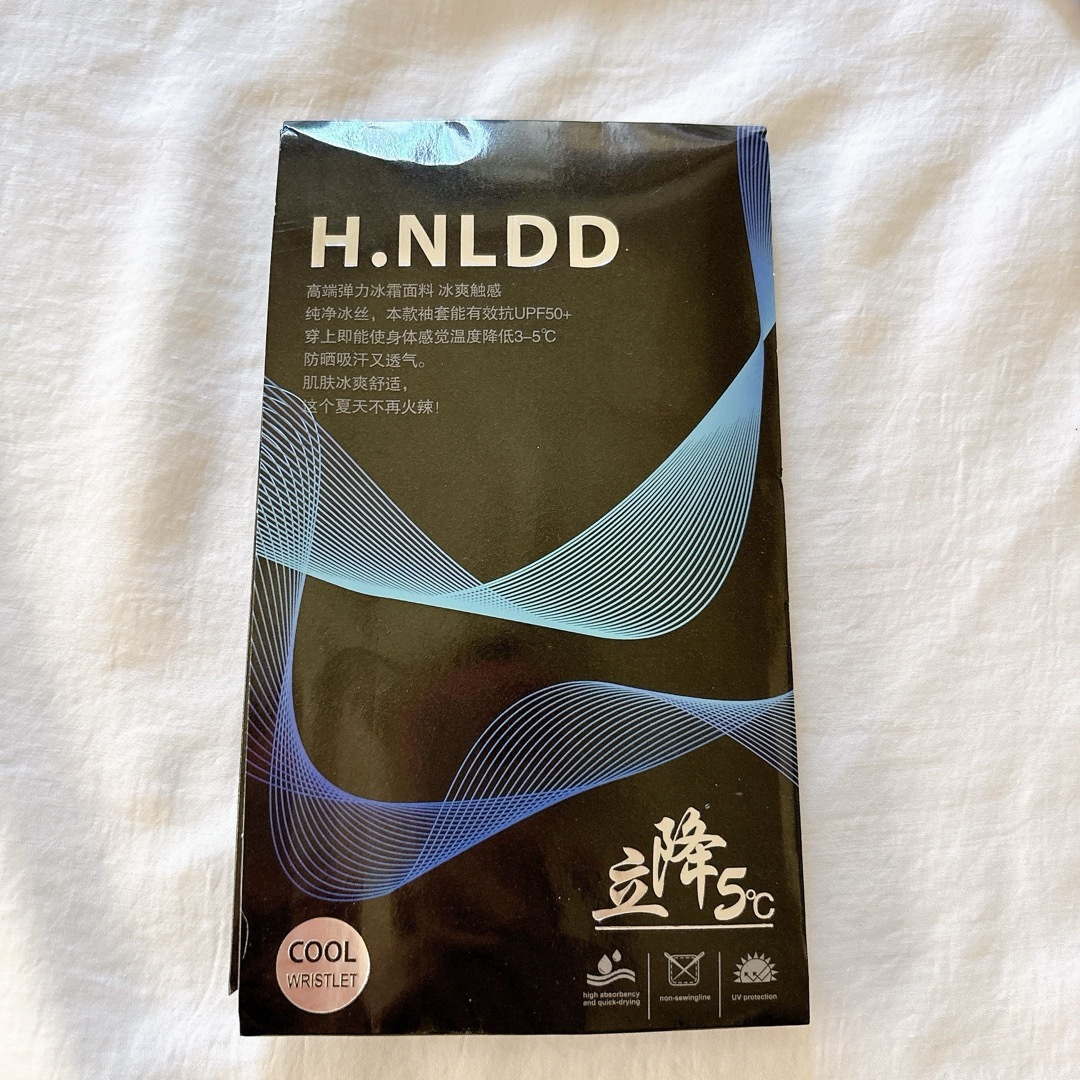 H.NLDD
高端弹力冰霜面料 冰爽触感
纯净冰丝，本款袖套能有效抗UPF50+
穿上即能使身体感觉温度降低3-5℃
防晒吸汗又透气。
肌肤冰爽舒适，
这个夏天不再火辣！
立降5℃
COOL
WRISTLET
high absorbency
and quick-drying
non-sewingline
UV protection